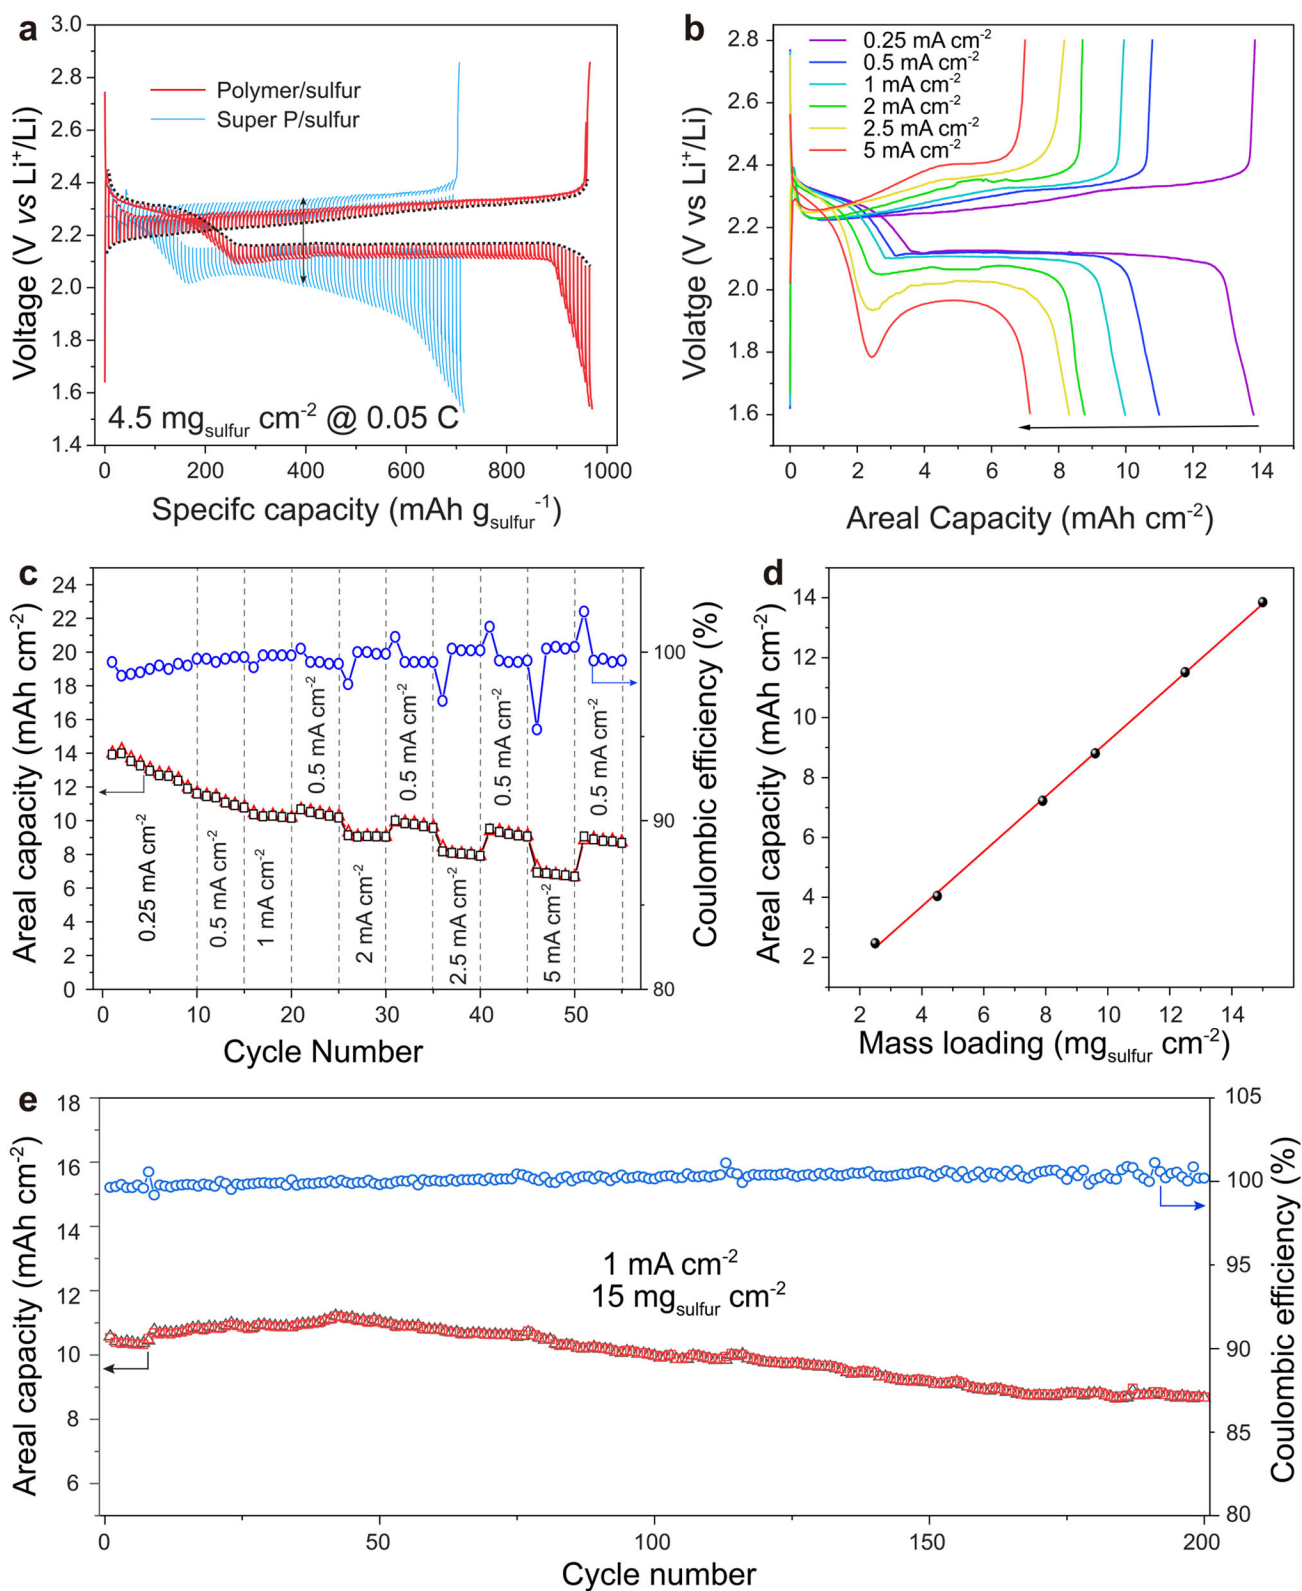 a
3.0
2.8
2.6
2.4
2.2
2.0
1.8
1.6
1.4
Voltage (V vs Li⁺/Li)
Polymer/sulfur
Super P/sulfur
4.5 mg_sulfur cm⁻² @ 0.05 C
0 200 400 600 800 1000
Specifc capacity (mAh g_sulfur⁻¹)
b
2.8
2.6
2.4
2.2
2.0
1.8
1.6
Volatge (V vs Li⁺/Li)
0.25 mA cm⁻²
0.5 mA cm⁻²
1 mA cm⁻²
2 mA cm⁻²
2.5 mA cm⁻²
5 mA cm⁻²
0 2 4 6 8 10 12 14
Areal Capacity (mAh cm⁻²)
c
24
22
20
18
16
14
12
10
8
6
4
2
0
Areal capacity (mAh cm⁻²)
0.25 mA cm⁻²
0.5 mA cm⁻²
1 mA cm⁻²
0.5 mA cm⁻²
2 mA cm⁻²
0.5 mA cm⁻²
2.5 mA cm⁻²
0.5 mA cm⁻²
5 mA cm⁻²
0.5 mA cm⁻²
100
90
80
Coulombic efficiency (%)
0 10 20 30 40 50
Cycle Number
d
14
12
10
8
6
4
2
Areal capacity (mAh cm⁻²)
2 4 6 8 10 12 14
Mass loading (mg_sulfur cm⁻²)
e
18
16
14
12
10
8
6
Areal capacity (mAh cm⁻²)
1 mA cm⁻²
15 mg_sulfur cm⁻²
105
100
95
90
85
80
Coulombic efficiency (%)
0 50 100 150 200
Cycle number